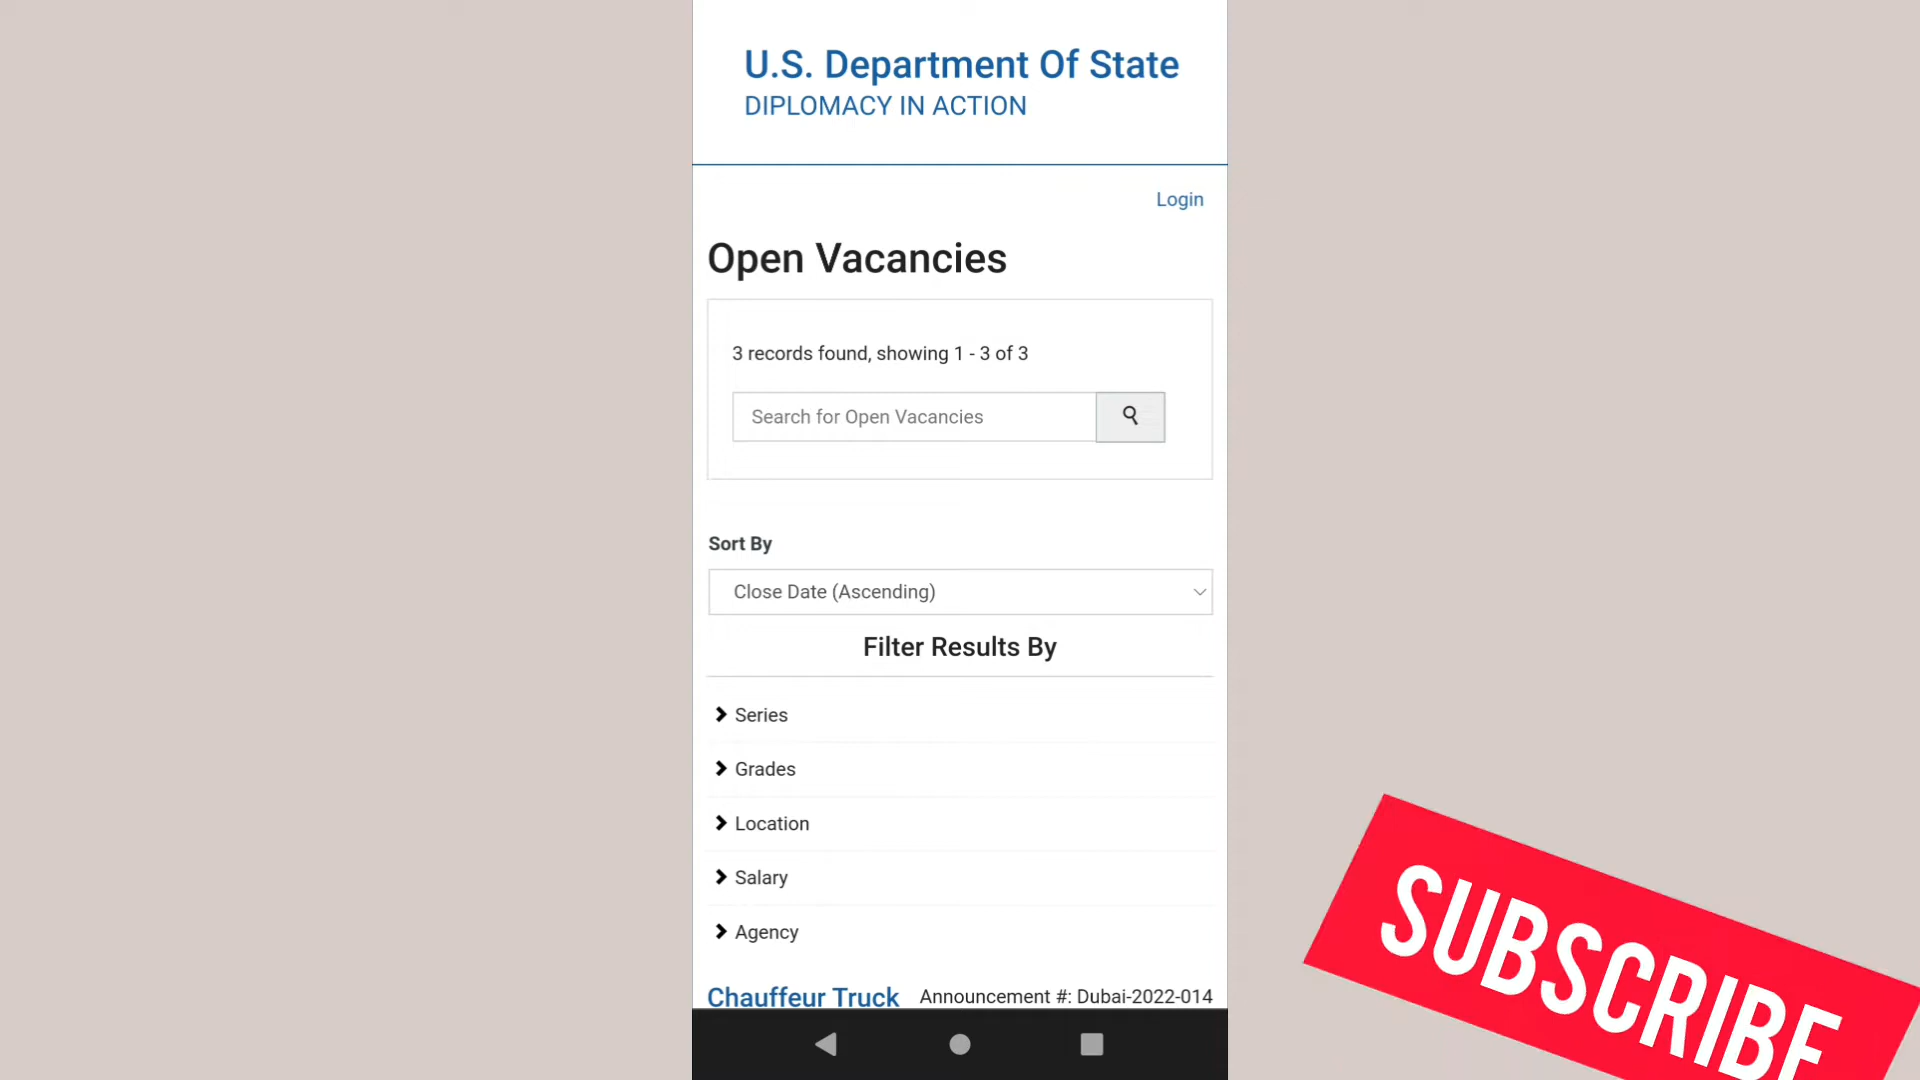 U.S. Department Of State
DIPLOMACY IN ACTION
Login
Open Vacancies
3 records found, showing 1 - 3 of 3
Search for Open Vacancies
Sort By
Close Date (Ascending)
Filter Results By
Series
Grades
Location
Salary
Agency
Chauffeur Truck Announcement #: Dubai-2022-014
SUBSCRIBE